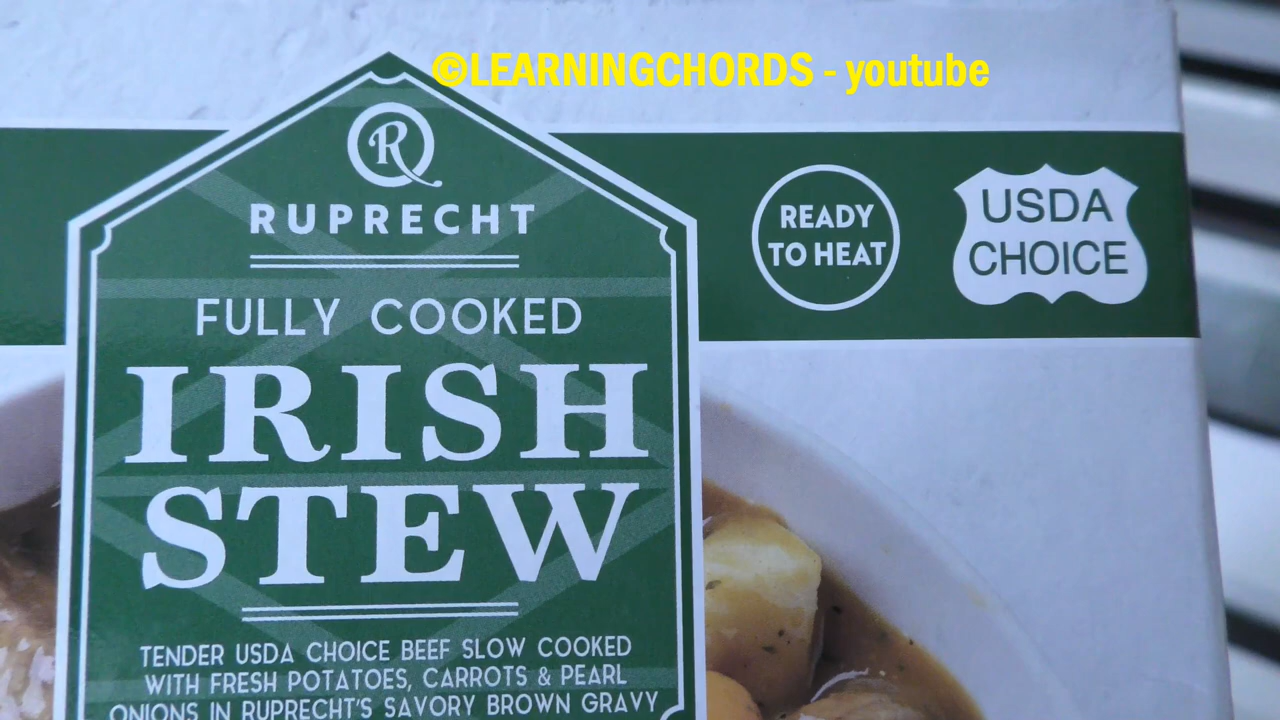 ©LEARNINGCHORDS - youtube
R
RUPRECHT
FULLY COOKED
IRISH
STEW
TENDER USDA CHOICE BEEF SLOW COOKED
WITH FRESH POTATOES, CARROTS & PEARL
ONIONS IN RUPRECHT'S SAVORY BROWN GRAVY
READY
TO HEAT
USDA
CHOICE